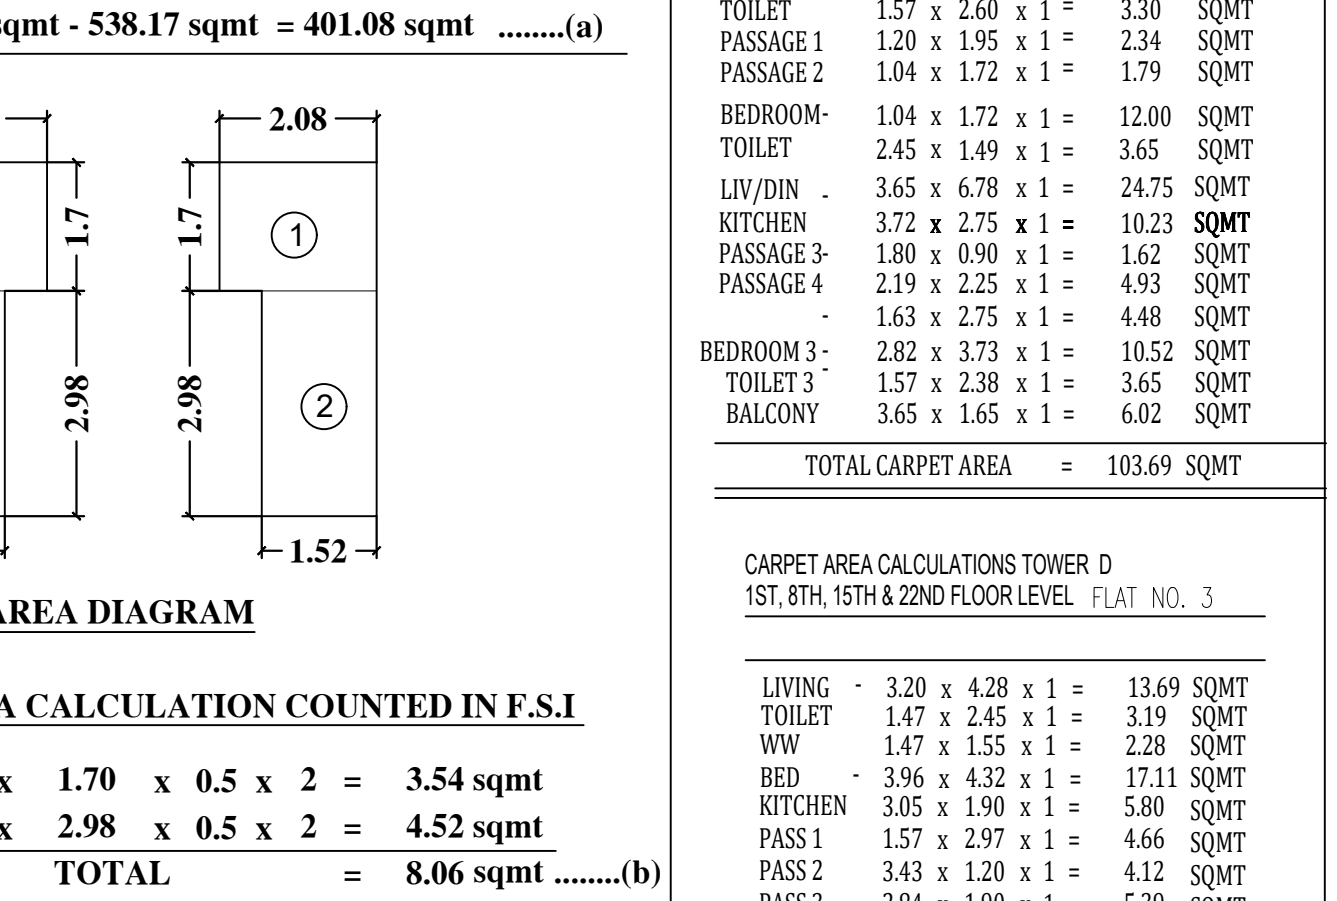 sqmt - 538.17 sqmt = 401.08 sqmt ........(a)
2.08
1.7
1.7
1
2.98
2.98
2
1.52
AREA DIAGRAM
A CALCULATION COUNTED IN F.S.I
x 1.70 x 0.5 x 2 = 3.54 sqmt
x 2.98 x 0.5 x 2 = 4.52 sqmt
TOTAL = 8.06 sqmt ........(b)
TOILET 1.57 x 2.60 x 1 = 3.30 SQMT
PASSAGE 1 1.20 x 1.95 x 1 = 2.34 SQMT
PASSAGE 2 1.04 x 1.72 x 1 = 1.79 SQMT
BEDROOM- 1.04 x 1.72 x 1 = 12.00 SQMT
TOILET 2.45 x 1.49 x 1 = 3.65 SQMT
LIV/DIN - 3.65 x 6.78 x 1 = 24.75 SQMT
KITCHEN 3.72 x 2.75 x 1 = 10.23 SQMT
PASSAGE 3- 1.80 x 0.90 x 1 = 1.62 SQMT
PASSAGE 4 2.19 x 2.25 x 1 = 4.93 SQMT
- 1.63 x 2.75 x 1 = 4.48 SQMT
BEDROOM 3 - 2.82 x 3.73 x 1 = 10.52 SQMT
TOILET 3 - 1.57 x 2.38 x 1 = 3.65 SQMT
BALCONY 3.65 x 1.65 x 1 = 6.02 SQMT
TOTAL CARPET AREA = 103.69 SQMT
CARPET AREA CALCULATIONS TOWER D
1ST, 8TH, 15TH & 22ND FLOOR LEVEL FLAT NO. 3
LIVING - 3.20 x 4.28 x 1 = 13.69 SQMT
TOILET 1.47 x 2.45 x 1 = 3.19 SQMT
WW 1.47 x 1.55 x 1 = 2.28 SQMT
BED - 3.96 x 4.32 x 1 = 17.11 SQMT
KITCHEN 3.05 x 1.90 x 1 = 5.80 SQMT
PASS 1 1.57 x 2.97 x 1 = 4.66 SQMT
PASS 2 3.43 x 1.20 x 1 = 4.12 SQMT